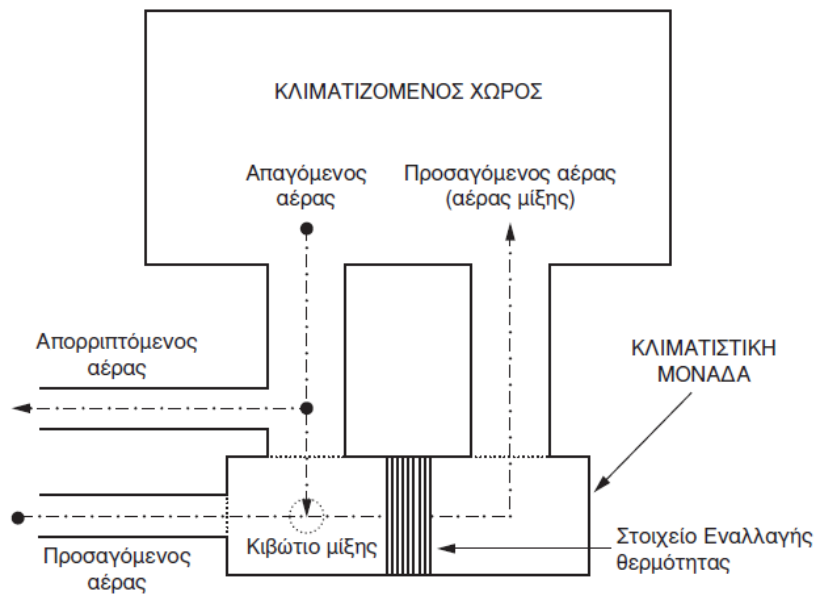 ΚΛΙΜΑΤΙΖΟΜΕΝΟΣ ΧΩΡΟΣ
Απαγόμενος
αέρας
Προσαγόμενος αέρας
(αέρας μίξης)
Απορριπτόμενος
αέρας
ΚΛΙΜΑΤΙΣΤΙΚΗ
ΜΟΝΑΔΑ
Κιβώτιο μίξης
Προσαγόμενος
αέρας
Στοιχείο Εναλλαγής
θερμότητας